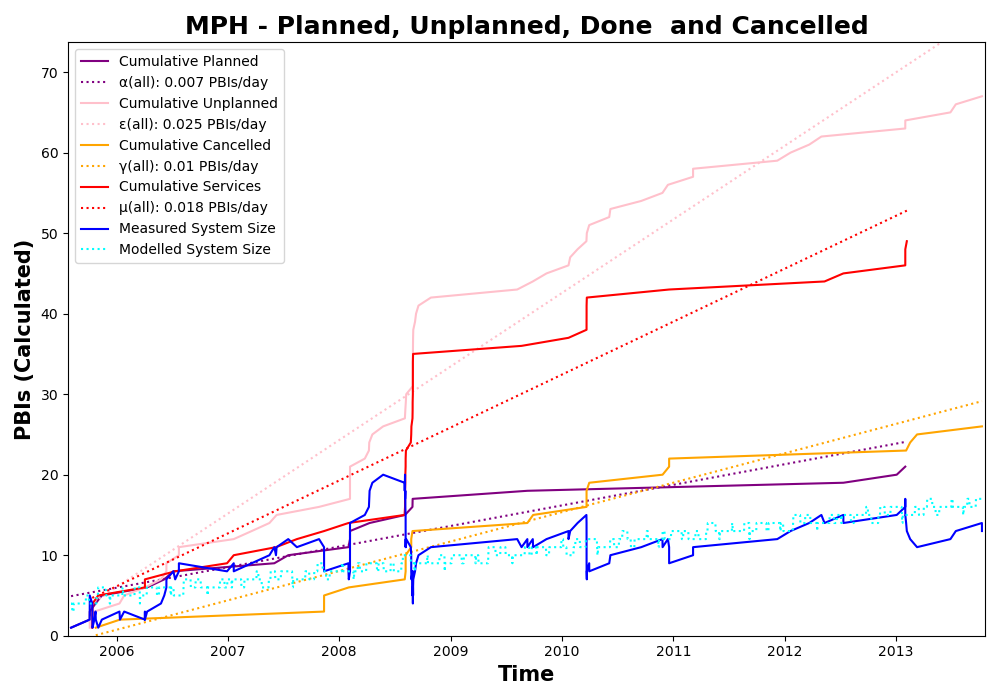 MPH - Planned, Unplanned, Done  and Cancelled
Cumulative Planned
α(all): 0.007 PBIs/day
Cumulative Unplanned
ε(all): 0.025 PBIs/day
Cumulative Cancelled
γ(all): 0.01 PBIs/day
Cumulative Services
μ(all): 0.018 PBIs/day
Measured System Size
Modelled System Size
PBIs (Calculated)
70
60
50
40
30
20
10
0
2006 2007 2008 2009 2010 2011 2012 2013
Time